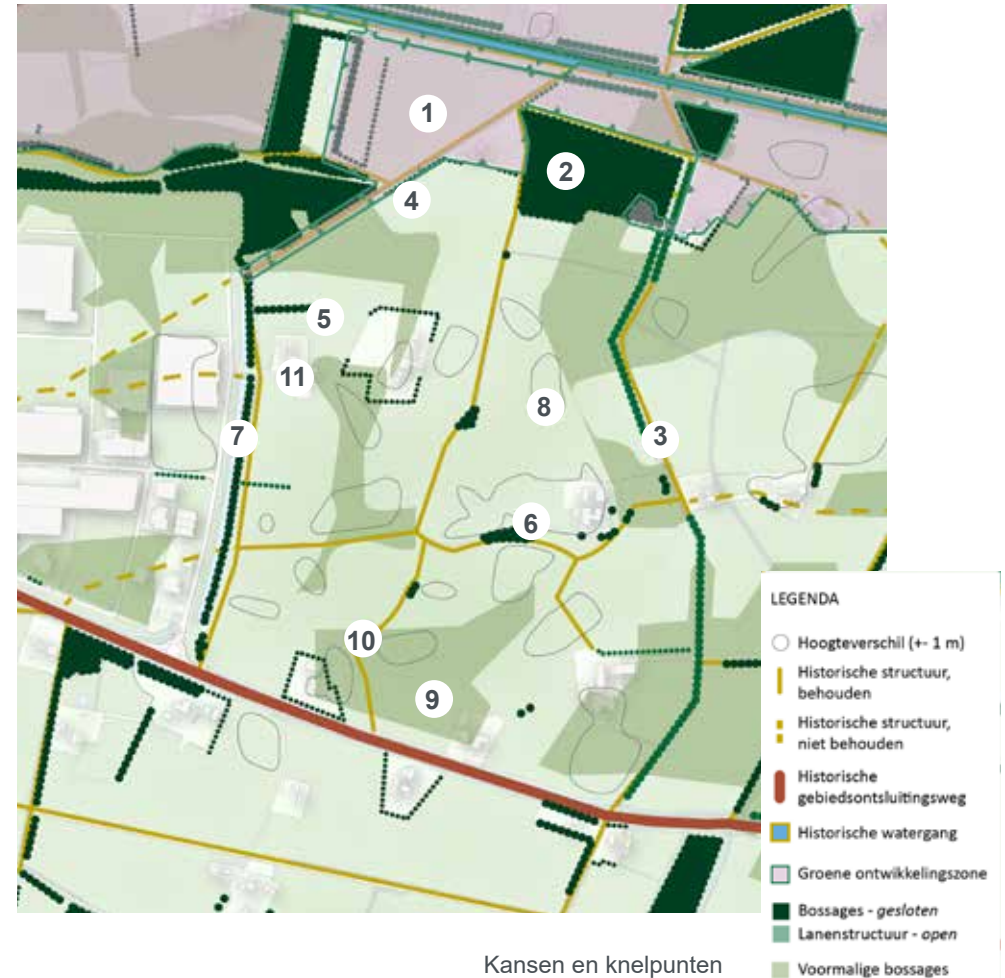 1
2
4
5
11
8
7
3
6
10
9
LEGENDA
Hoogteverschil (+- 1 m)
Historische structuur,
behouden
Historische structuur,
niet behouden
Historische
gebiedsontsluitingsweg
Historische watergang
Groene ontwikkelingszone
Bossages - gesloten
Lanenstructuur - open
Voormalige bossages
Kansen en knelpunten